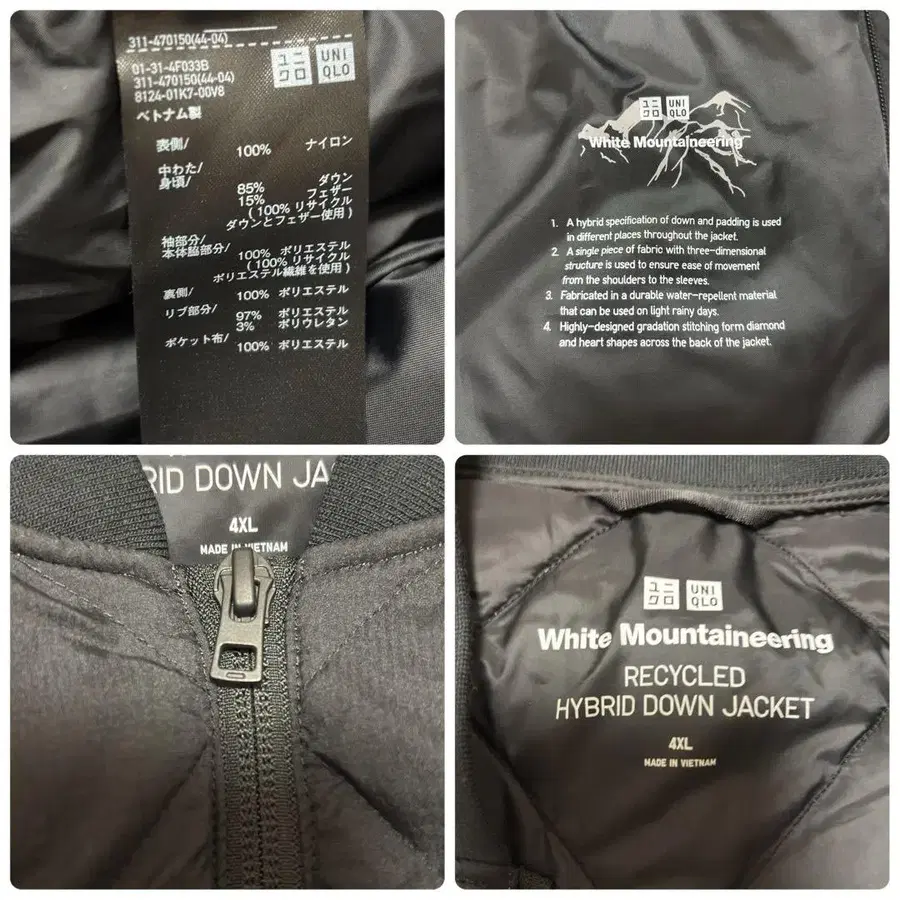 311-470150(44-04)
01-31-4F033B
311-470150(44-04)
8124-01K7-00V8
ユニ
クロ
UNI
QLO
ベトナム製
表側/
100% ナイロン
中わた/
身頃/
85% ダウン
15% フェザー
(100% リサイクル
ダウンとフェザー使用)
袖部分/
本体脇部分/
100% ポリエステル
(100% リサイクル
ポリエステル繊維を使用)
裏側/ 100% ポリエステル
リブ部分/
97% ポリエステル
3% ポリウレタン
ポケット布/ 100% ポリエステル
ユニ
クロ
UNI
QLO
White Mountaineering
1. A hybrid specification of down and padding is used
in different places throughout the jacket.
2. A single piece of fabric with three-dimensional
structure is used to ensure ease of movement
from the shoulders to the sleeves.
3. Fabricated in a durable water-repellent material
that can be used on light rainy days.
4. Highly-designed gradation stitching form diamond
and heart shapes across the back of the jacket.
RID DOWN JA
4XL
MADE IN VIETNAM
ユニ
クロ
UNI
QLO
White Mountaineering
RECYCLED
HYBRID DOWN JACKET
4XL
MADE IN VIETNAM